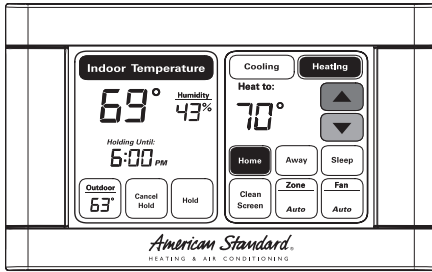 Indoor Temperature
69°
Humidity
43%
Holding Until:
6:00 PM
Outdoor
63°
Cancel
Hold
Hold
Cooling
Heating
Heat to:
70°
Home
Away
Sleep
Clean
Screen
Zone
Auto
Fan
Auto
American Standard®
HEATING & AIR CONDITIONING